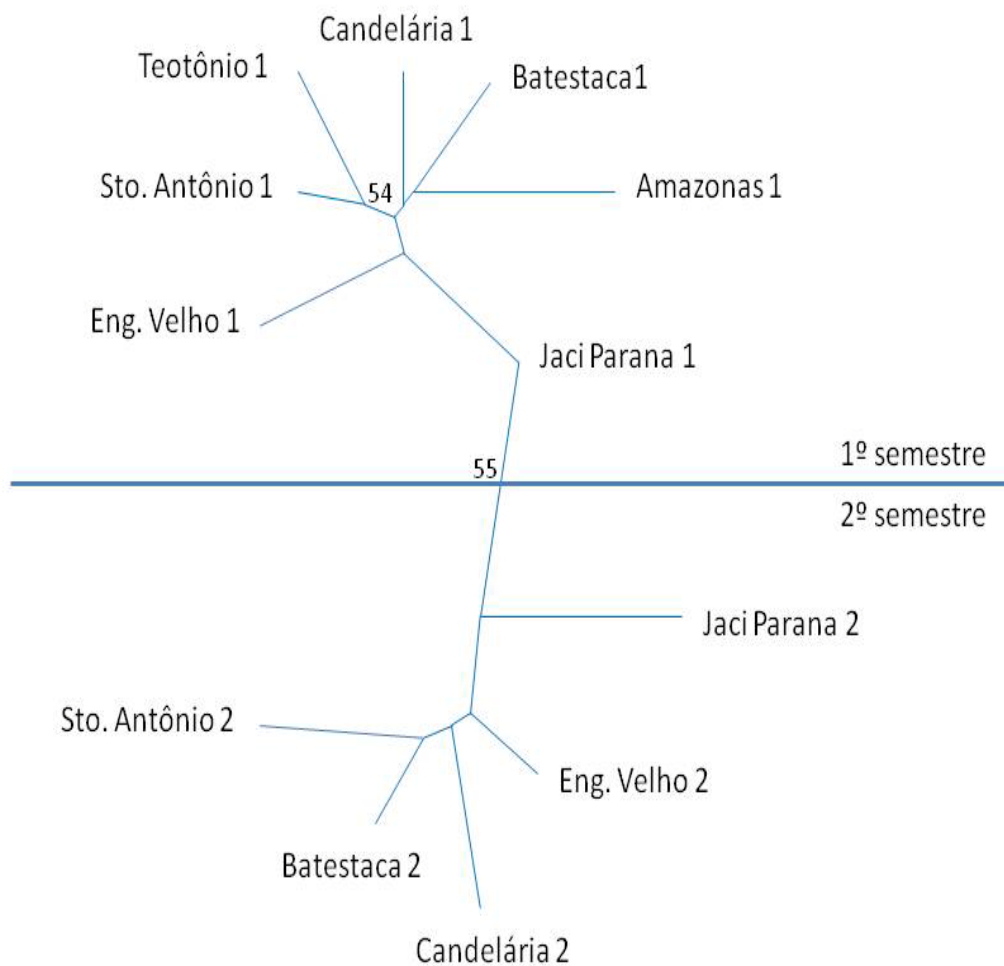 Candelária 1
Teotônio 1
Batestaca1
Sto. Antônio 1
54
Amazonas 1
Eng. Velho 1
Jaci Parana 1
1º semestre
55
2º semestre
Jaci Parana 2
Sto. Antônio 2
Eng. Velho 2
Batestaca 2
Candelária 2